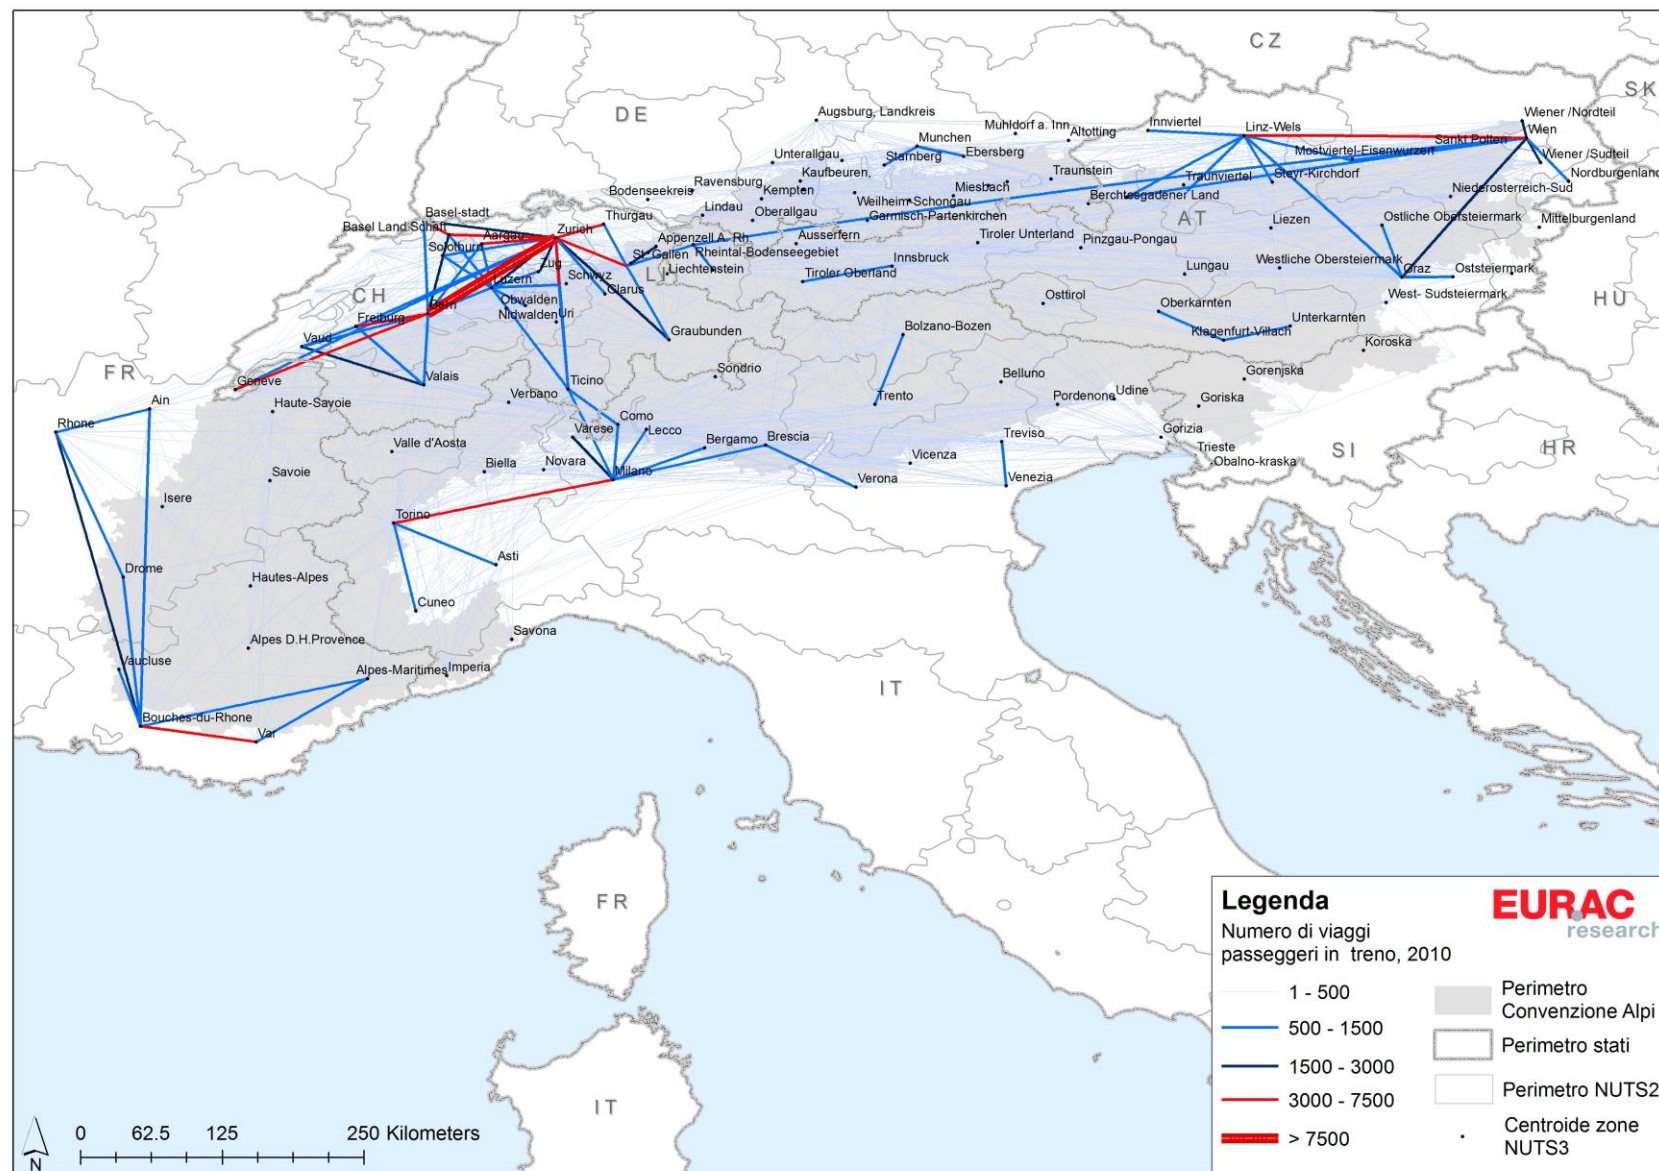 CZ
SK
Augsburg, Landkreis
DE
Muhldorf a. Inn
Altotting
Innviertel
Linz-Wels
Wiener /Nordteil
Wien
Munchen
Ebersberg
Starnberg
Mostviertel-Eisenwurzen
Sankt Polten
Wiener /Sudteil
Unterallgau
Kaufbeuren,
Kempten
Miesbach
Traunstein
Traunviertel
Steyr-Kirchdorf
Nordburgenland
Bodenseekreis
Ravensburg
Berchtesgadener Land
Niederosterreich-Sud
Weilheim-Schongau
Lindau
Oberallgau
Garmisch-Partenkirchen
AT
Liezen
Ostliche Obersteiermark
Mittelburgenland
Basel-stadt
Basel Land Schaft
Aargau
Zurich
Thurgau
Solothurn
Appenzell A. Rh.
St. Gallen
Rheintal-Bodenseegebiet
Ausserfern
Tiroler Unterland
Pinzgau-Pongau
Zug
Schwyz
LI
Liechtenstein
Innsbruck
Tiroler Oberland
Lungau
Westliche Obersteiermark
Graz
Oststeiermark
CH
Luzern
Obwalden
Nidwalden
Glarus
Uri
Bern
Freiburg
Graubunden
Osttirol
Oberkarnten
Klagenfurt-Villach
Unterkarnten
West- Sudsteiermark
HU
Vaud
Bolzano-Bozen
Koroska
FR
Geneve
Valais
Ticino
Sondrio
Belluno
Gorenjska
Ain
Haute-Savoie
Verbano
Trento
Pordenone
Udine
Goriska
Rhone
Como
Varese
Lecco
Bergamo
Brescia
Treviso
Gorizia
Trieste
Obalno-kraska
SI
HR
Valle d'Aosta
Biella
Novara
Milano
Vicenza
Verona
Venezia
Savoie
Isere
Torino
Asti
Drome
Hautes-Alpes
Cuneo
Alpes D.H.Provence
Savona
Vaucluse
Alpes-Maritimes
Imperia
Bouches-du-Rhone
Var
IT
FR
IT
Legenda
Numero di viaggi
passeggeri in treno, 2010
1 - 500
500 - 1500
1500 - 3000
3000 - 7500
> 7500
EURAC
research
Perimetro
Convenzione Alpi
Perimetro stati
Perimetro NUTS2
Centroide zone
NUTS3
N
0 62.5 125 250 Kilometers